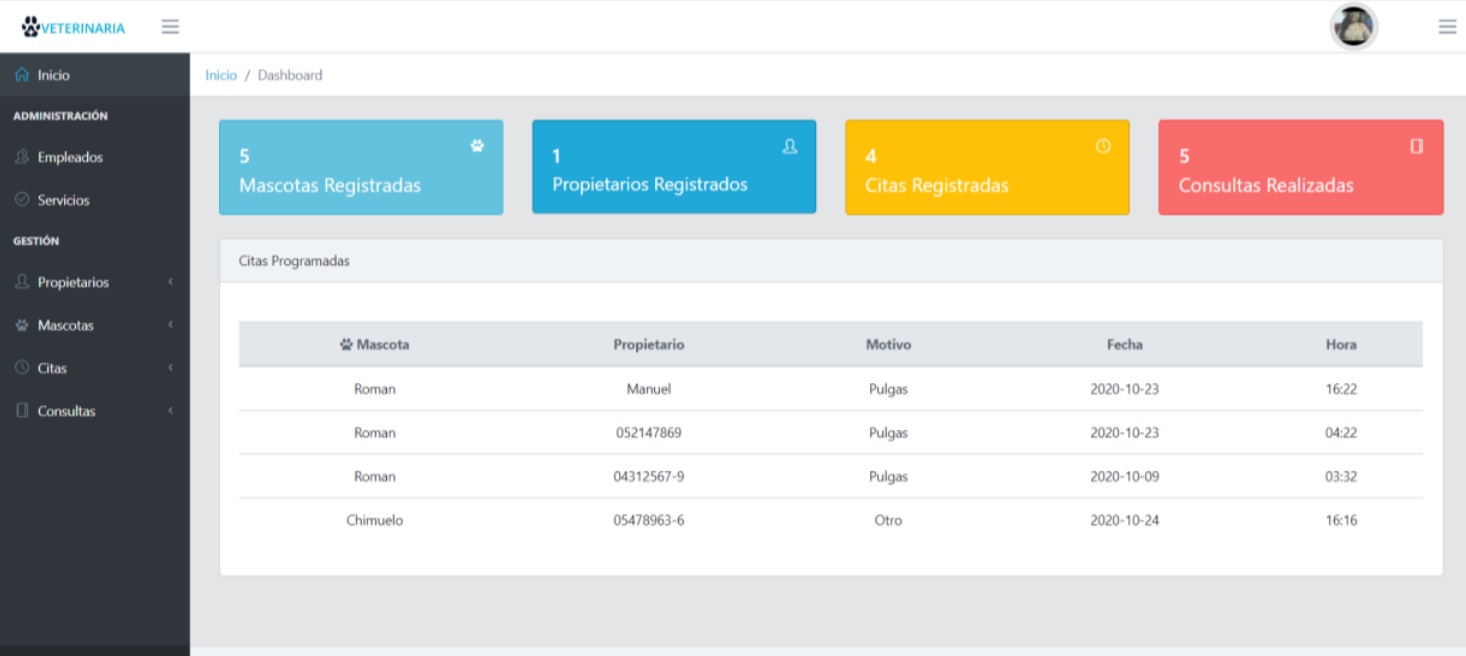 VETERINARIA
Inicio
Inicio / Dashboard
ADMINISTRACIÓN
Empleados
Servicios
GESTIÓN
Propietarios
Mascotas
Citas
Consultas
5
Mascotas Registradas
1
Propietarios Registrados
4
Citas Registradas
5
Consultas Realizadas
Citas Programadas
Mascota Propietario Motivo Fecha Hora
Roman Manuel Pulgas 2020-10-23 16:22
Roman 052147869 Pulgas 2020-10-23 04:22
Roman 04312567-9 Pulgas 2020-10-09 03:32
Chimuelo 05478963-6 Otro 2020-10-24 16:16